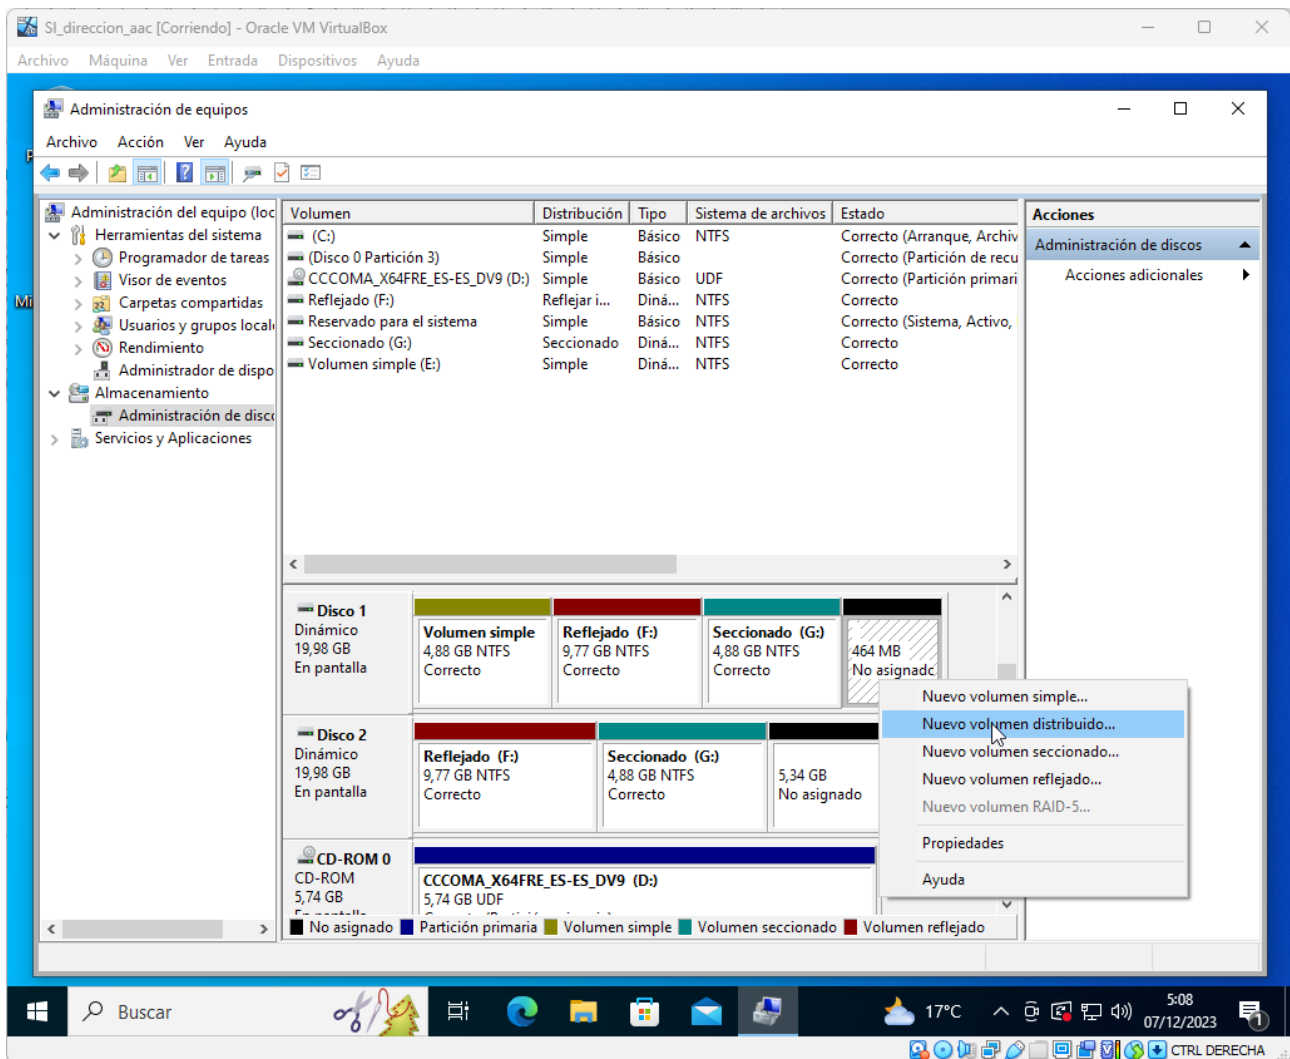 SI_direccion_aac [Corriendo] - Oracle VM VirtualBox
Archivo Máquina Ver Entrada Dispositivos Ayuda
Administración de equipos
Archivo Acción Ver Ayuda
Administración del equipo (loc
Herramientas del sistema
Programador de tareas
Visor de eventos
Carpetas compartidas
Usuarios y grupos local
Rendimiento
Administrador de dispo
Almacenamiento
Administración de disc
Servicios y Aplicaciones
Volumen Distribución Tipo Sistema de archivos Estado
(C:) Simple Básico NTFS Correcto (Arranque, Archiv
(Disco 0 Partición 3) Simple Básico Correcto (Partición de recu
CCCOMA_X64FRE_ES-ES_DV9 (D:) Simple Básico UDF Correcto (Partición primari
Reflejado (F:) Reflejar i... Diná... NTFS Correcto
Reservado para el sistema Simple Básico NTFS Correcto (Sistema, Activo,
Seccionado (G:) Seccionado Diná... NTFS Correcto
Volumen simple (E:) Simple Diná... NTFS Correcto
Acciones
Administración de discos
Acciones adicionales
Mi
Disco 1
Dinámico
19,98 GB
En pantalla
Volumen simple
4,88 GB NTFS
Correcto
Reflejado (F:)
9,77 GB NTFS
Correcto
Seccionado (G:)
4,88 GB NTFS
Correcto
464 MB
No asignado
Disco 2
Dinámico
19,98 GB
En pantalla
Reflejado (F:)
9,77 GB NTFS
Correcto
Seccionado (G:)
4,88 GB NTFS
Correcto
5,34 GB
No asignado
CD-ROM 0
CD-ROM
5,74 GB
CCCOMA_X64FRE_ES-ES_DV9 (D:)
5,74 GB UDF
Nuevo volumen simple...
Nuevo volumen distribuido...
Nuevo volumen seccionado...
Nuevo volumen reflejado...
Nuevo volumen RAID-5...
Propiedades
Ayuda
No asignado Partición primaria Volumen simple Volumen seccionado Volumen reflejado
Buscar
17°C
5:08
07/12/2023
1
CTRL DERECHA